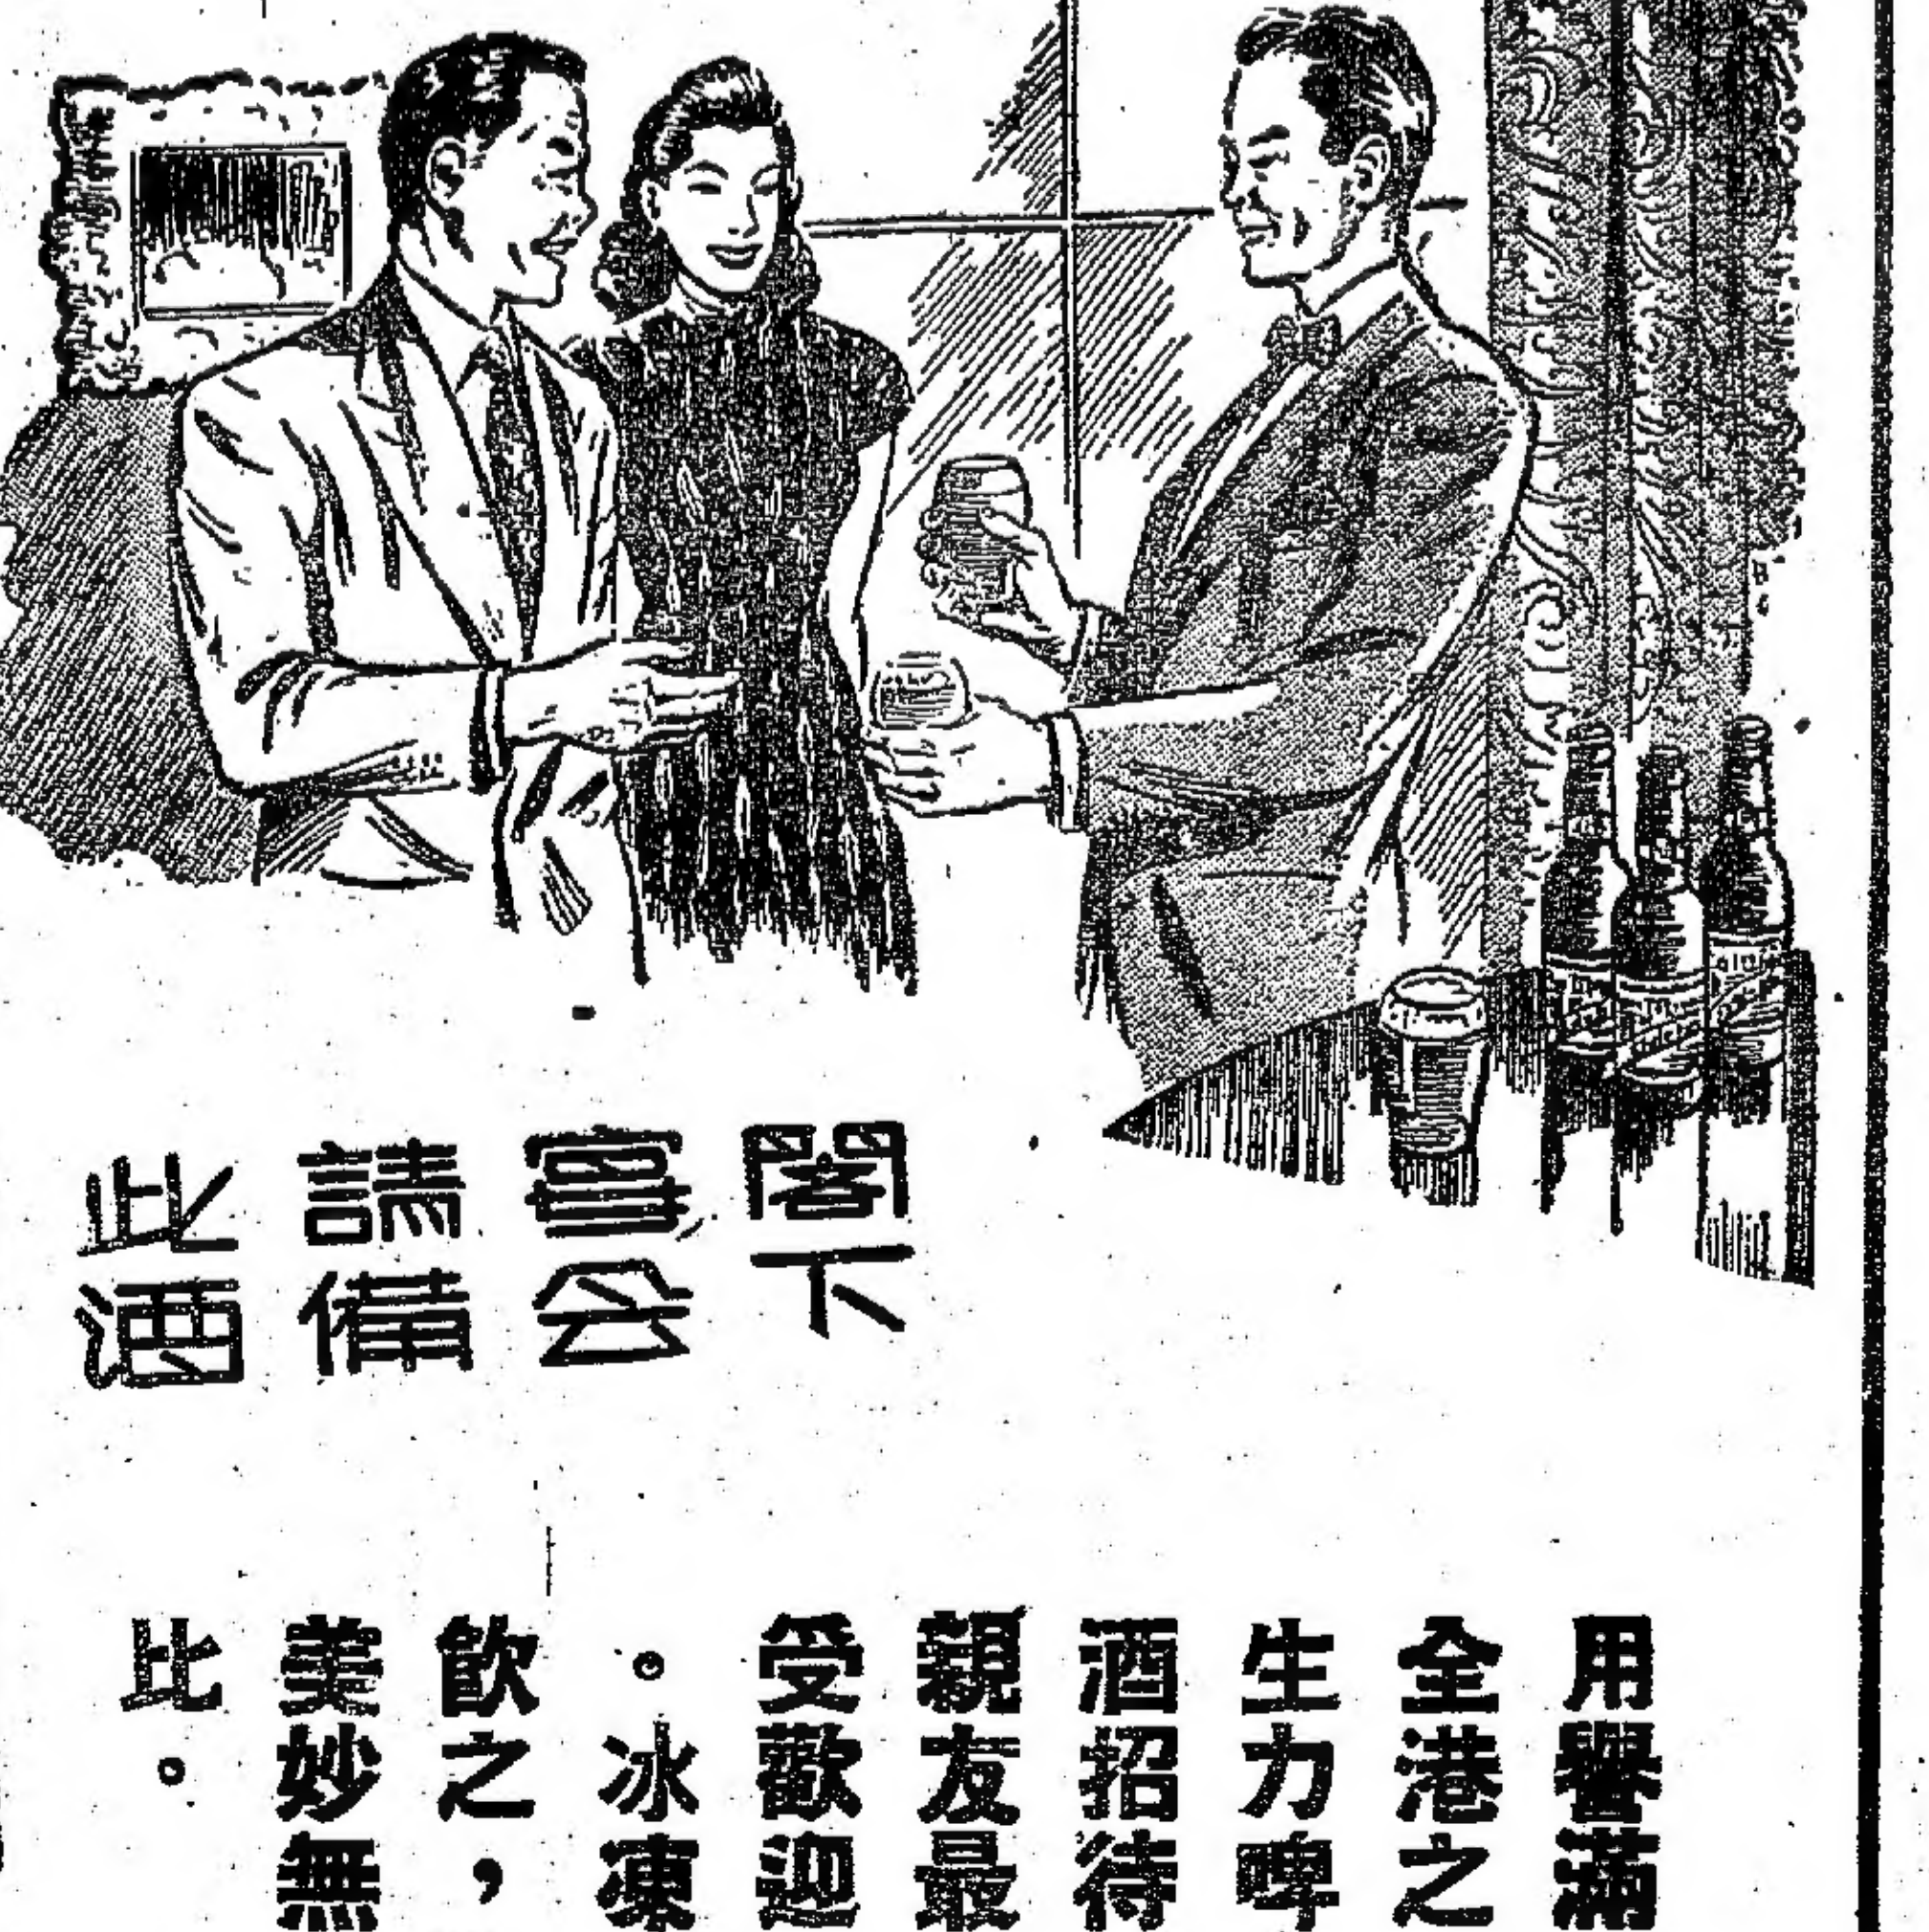 閣下
宴会
請備
此酒
用譽滿
全港之
生力啤
酒招待
親友最
受歡迎
。冰凍
飲之，
美妙無
比。